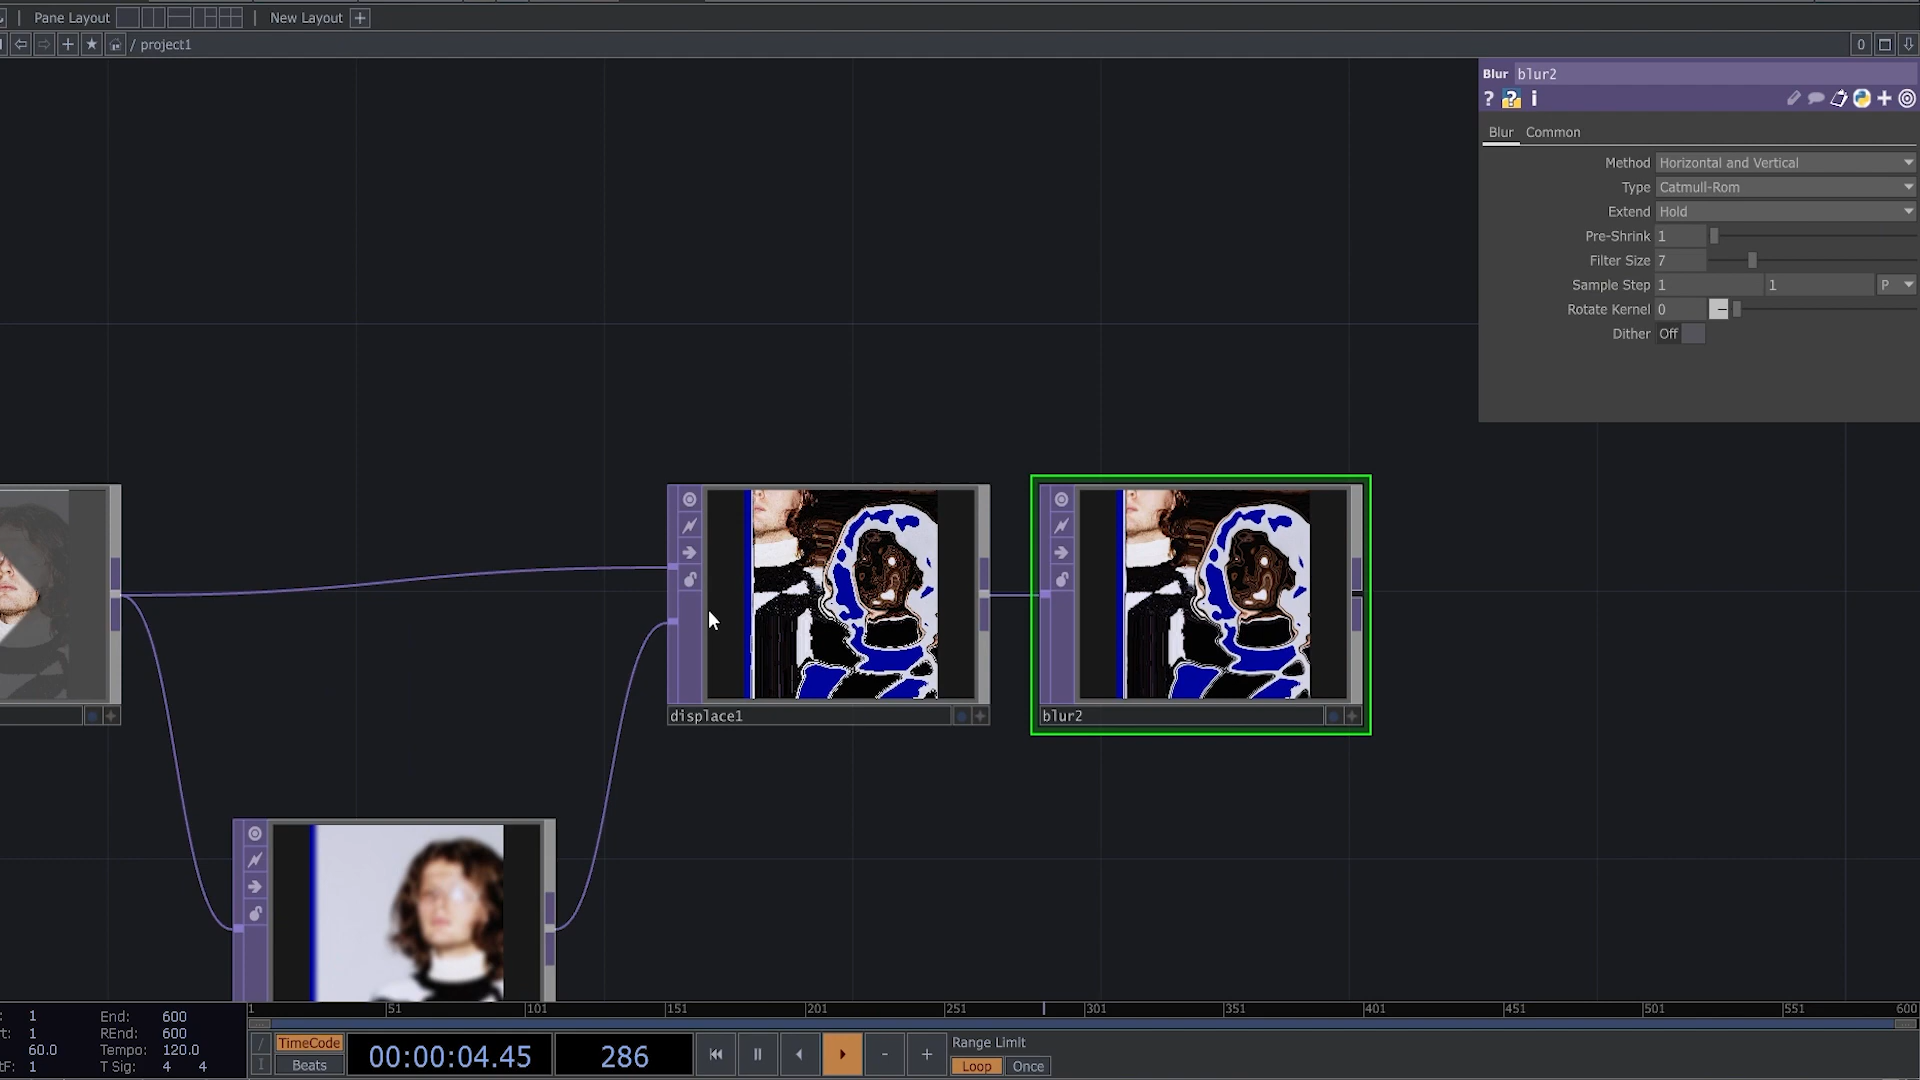 Pane Layout
New Layout +
/ project1
0
Blur blur2
? ? i
Blur Common
Method Horizontal and Vertical
Type Catmull-Rom
Extend Hold
Pre-Shrink 1
Filter Size 7
Sample Step 1 1 P
Rotate Kernel 0
Dither Off
displace1
blur2
1 51 101 151 201 251 301 351 401 451 501 551 600
1 End: 600
1 REnd: 600
60.0 Tempo: 120.0
1 T Sig: 4 4
TimeCode
Beats
00:00:04.45
286
- +
Range Limit
Loop Once